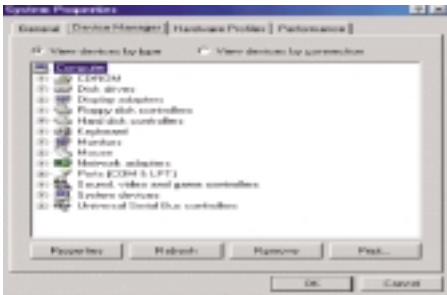 System Properties
General Device Manager Hardware Profiles Performance
View devices by type View devices by connection
Computer
CDROM
Disk drives
Display adapters
Floppy disk controllers
Hard disk controllers
Keyboard
Monitors
Mouse
Network adapters
Ports (COM & LPT)
Sound, video and game controllers
System devices
Universal Serial Bus controllers
Properties Refresh Remove Print...
OK Cancel